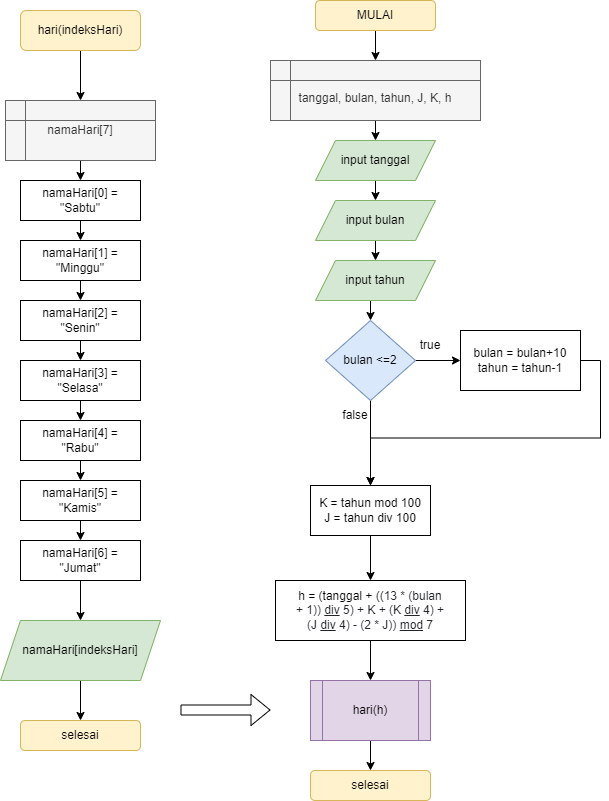 hari(indeksHari)
namaHari[7]
namaHari[0] =
"Sabtu"
namaHari[1] =
"Minggu"
namaHari[2] =
"Senin"
namaHari[3] =
"Selasa"
namaHari[4] =
"Rabu"
namaHari[5] =
"Kamis"
namaHari[6] =
"Jumat"
namaHari[indeksHari]
selesai
MULAI
tanggal, bulan, tahun, J, K, h
input tanggal
input bulan
input tahun
bulan <=2
true
bulan = bulan+10
tahun = tahun-1
false
K = tahun mod 100
J = tahun div 100
h = (tanggal + ((13 * (bulan
+ 1)) div 5) + K + (K div 4) +
(J div 4) - (2 * J)) mod 7
hari(h)
selesai